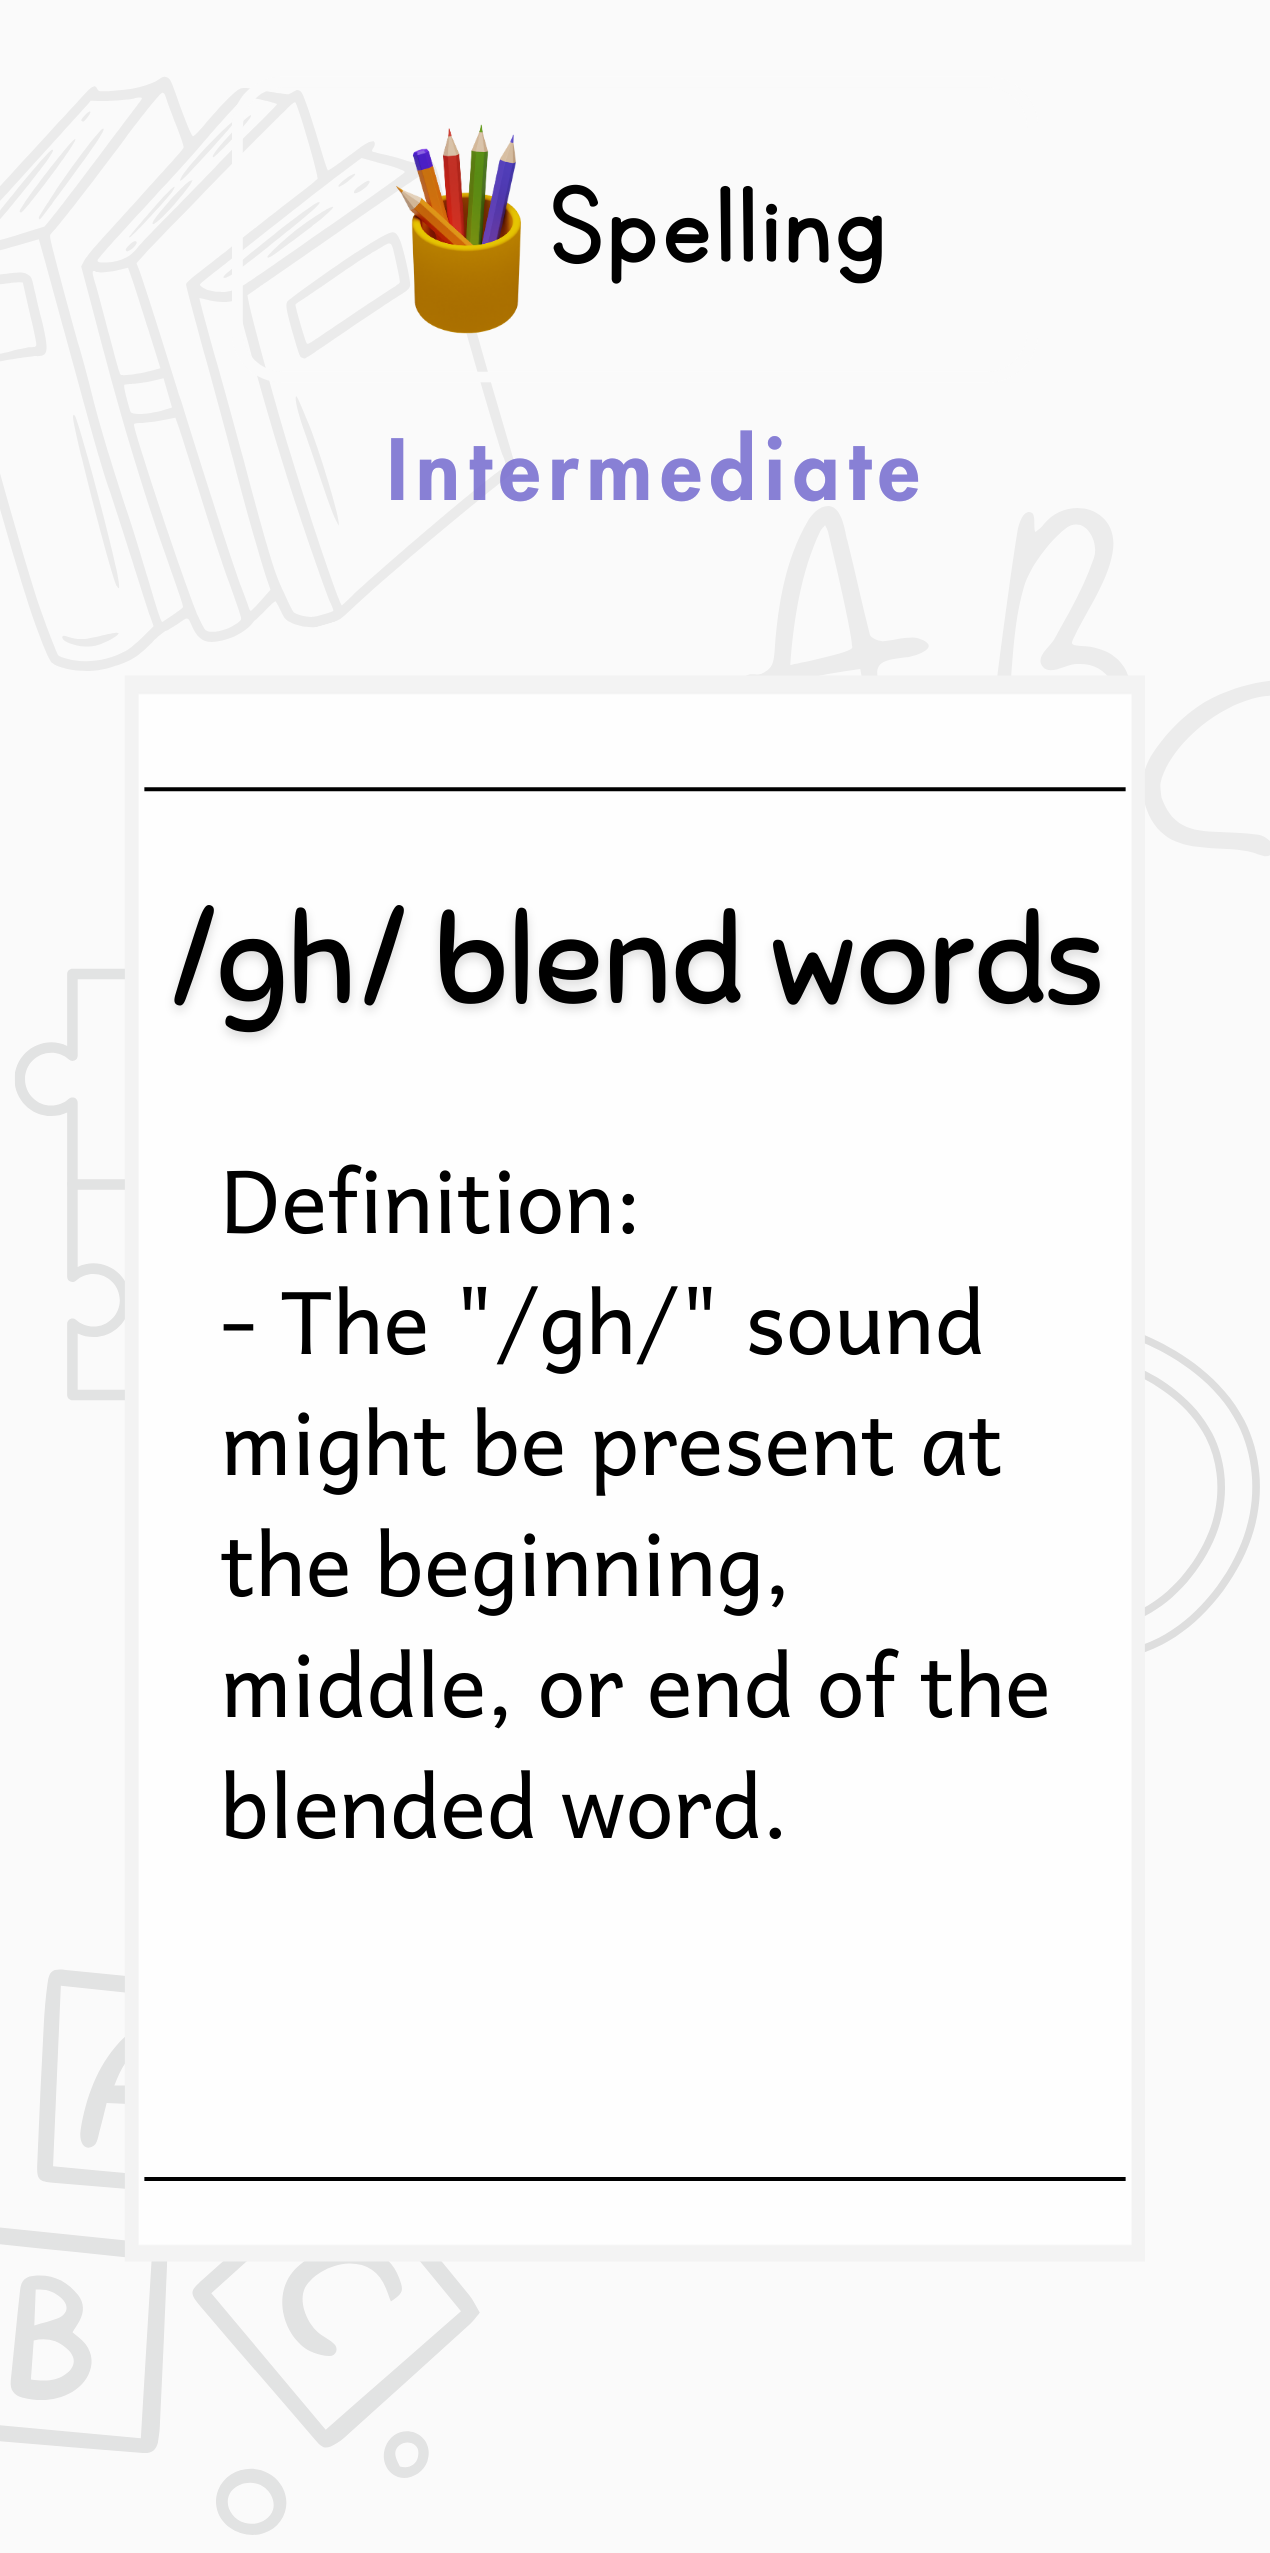 Spelling
Intermediate
A B
/gh/ blend words
Definition:
- The "/gh/" sound
might be present at
the beginning,
middle, or end of the
blended word.
A
B
C